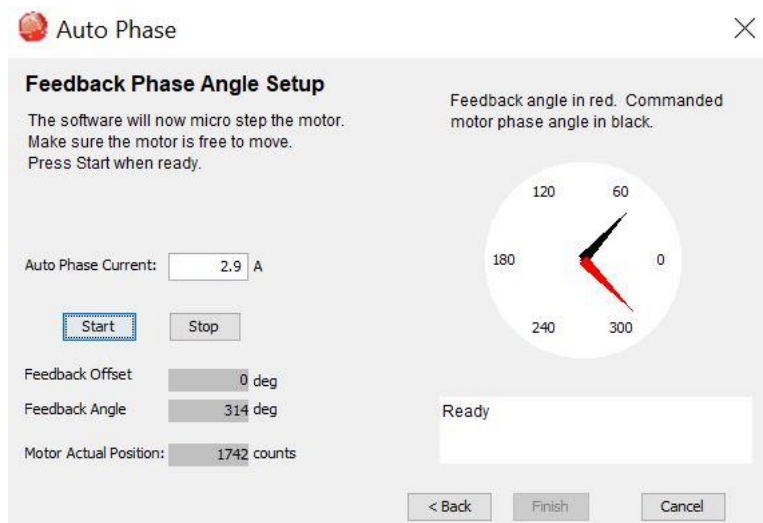 Auto Phase
Feedback Phase Angle Setup
The software will now micro step the motor.
Make sure the motor is free to move.
Press Start when ready.
Feedback angle in red. Commanded
motor phase angle in black.
120 60
180 0
240 300
Auto Phase Current: 2.9 A
Start Stop
Feedback Offset 0 deg
Feedback Angle 314 deg
Motor Actual Position: 1742 counts
Ready
< Back Finish Cancel